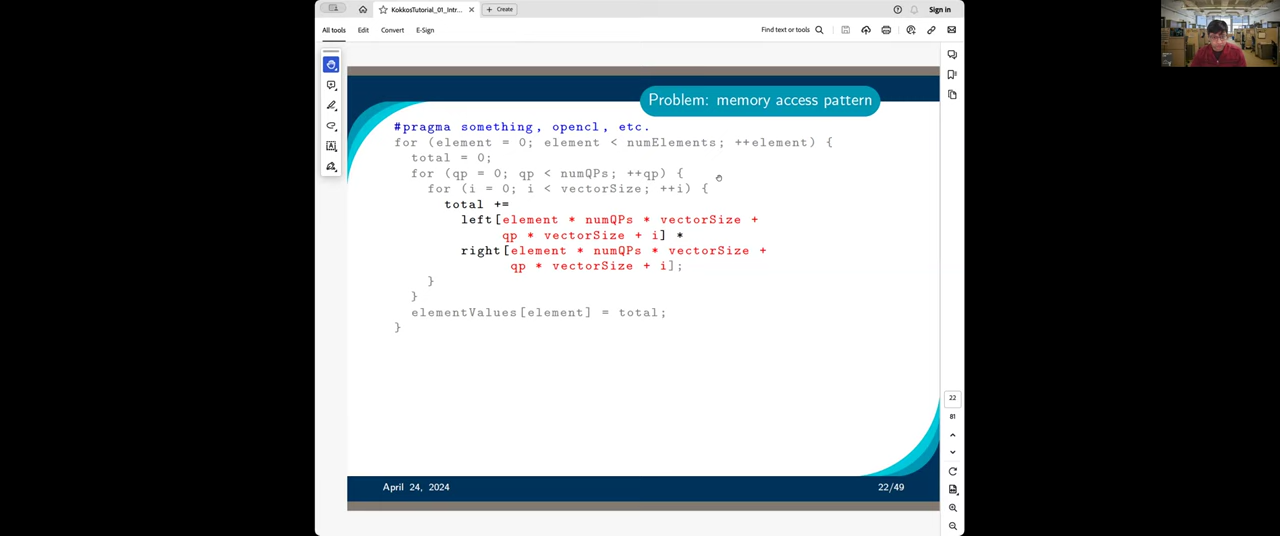 KokkosTutorial_01_Intr...
Create
Sign in
All tools
Edit
Convert
E-Sign
Find text or tools
Problem: memory access pattern
#pragma something, opencl, etc.
for (element = 0; element < numElements; ++element) {
total = 0;
for (qp = 0; qp < numQPs; ++qp) {
for (i = 0; i < vectorSize; ++i) {
total +=
left[element * numQPs * vectorSize +
qp * vectorSize + i] *
right[element * numQPs * vectorSize +
qp * vectorSize + i];
}
}
elementValues[element] = total;
}
22
81
April 24, 2024
22/49